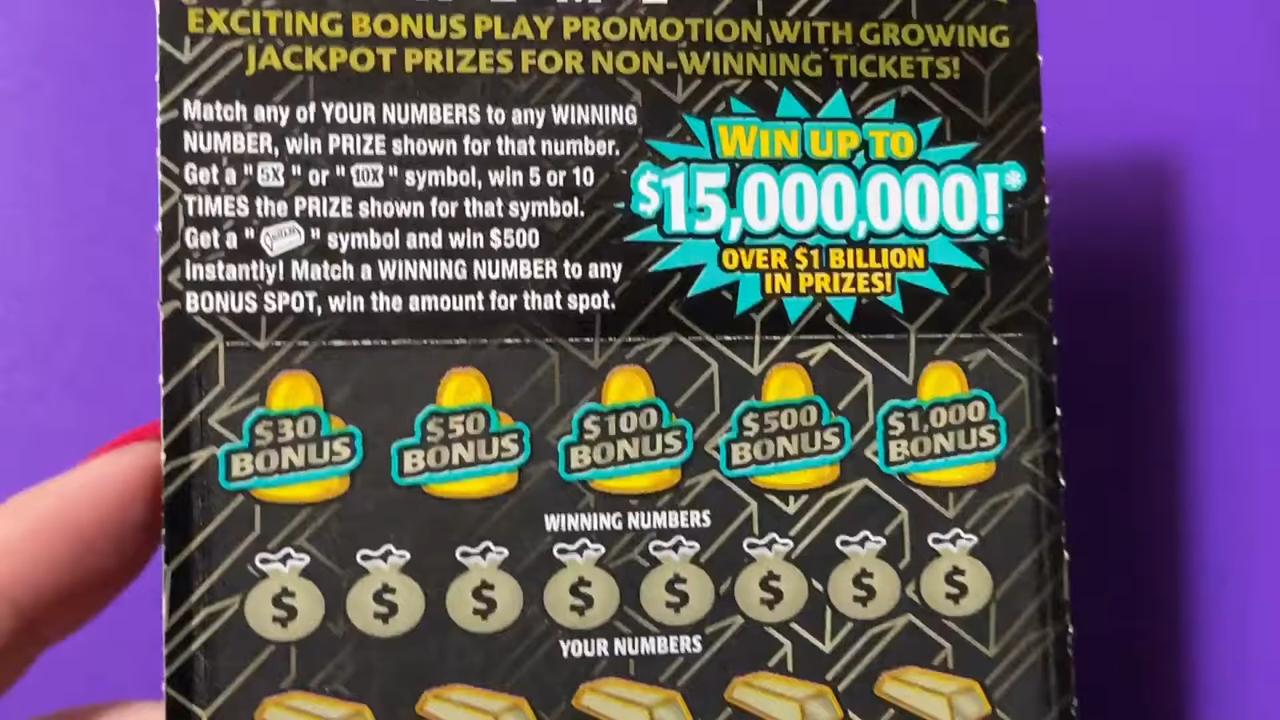 EXCITING BONUS PLAY PROMOTION WITH GROWING
JACKPOT PRIZES FOR NON-WINNING TICKETS!
Match any of YOUR NUMBERS to any WINNING
NUMBER, win PRIZE shown for that number.
Get a "5X" or "10X" symbol, win 5 or 10
TIMES the PRIZE shown for that symbol.
Get a " " symbol and win $500
instantly! Match a WINNING NUMBER to any
BONUS SPOT, win the amount for that spot.
WIN UP TO
$15,000,000!*
OVER $1 BILLION
IN PRIZES!
$30 BONUS
$50 BONUS
$100 BONUS
$500 BONUS
$1,000 BONUS
WINNING NUMBERS
$ $ $ $ $ $ $ $
YOUR NUMBERS